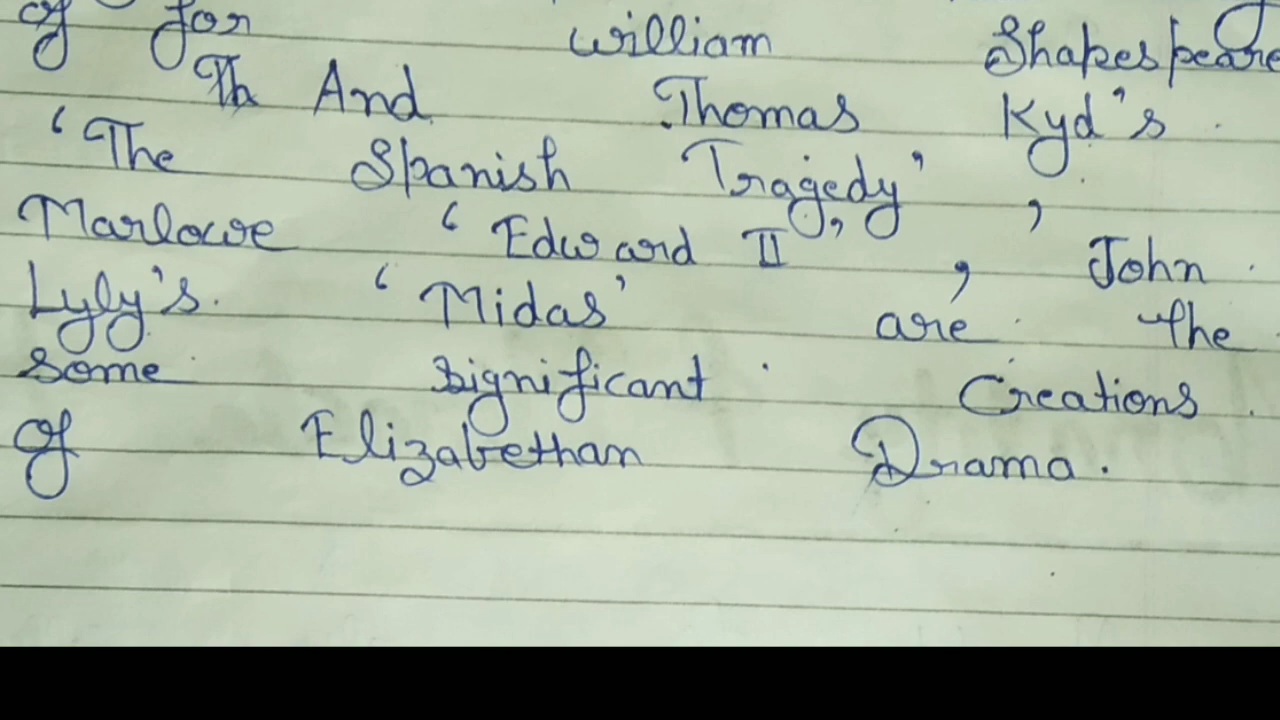 of for William Shakespeare
Th And Thomas Kyd's
'The Spanish Tragedy',
Marlowe 'Edward II', John
Lyly's 'Midas' are the
some significant Creations
of Elizabethan Drama.